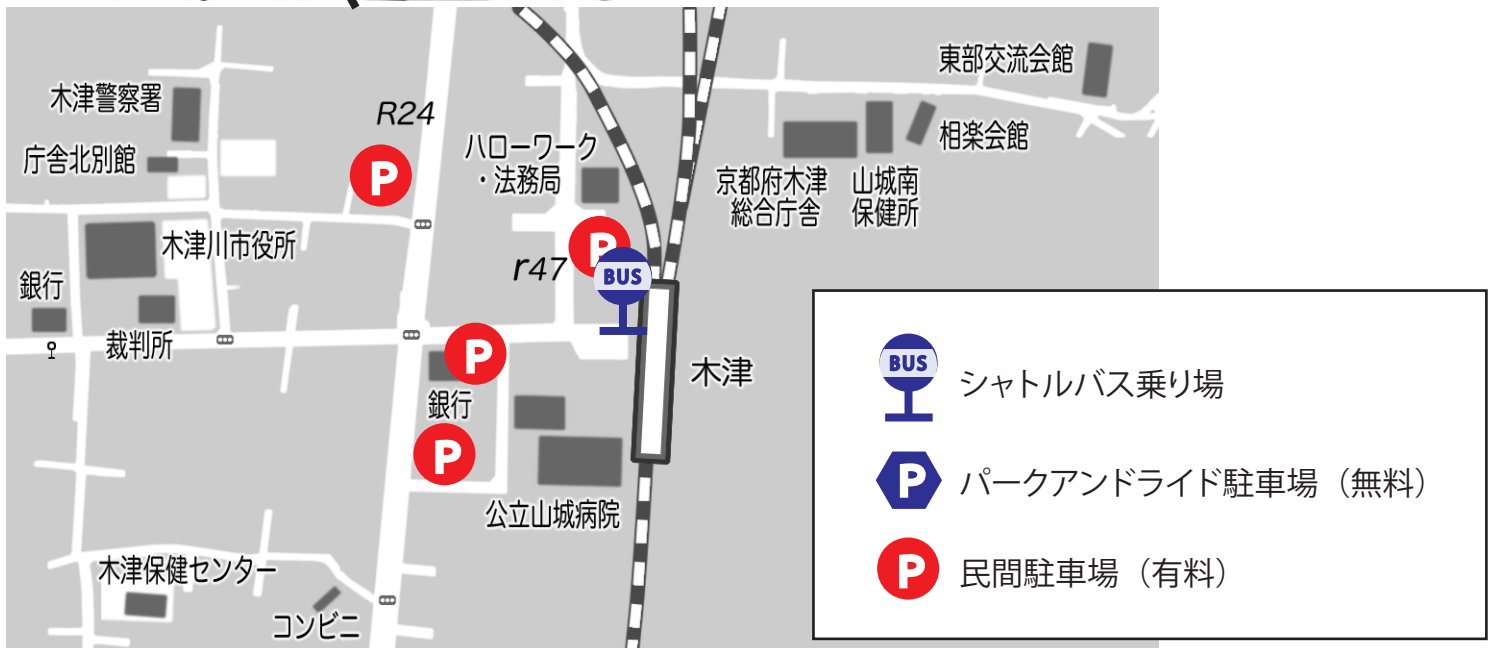 東部交流会館
木津警察署
R24
相楽会館
ハローワーク
・法務局
庁舎北別館
P
京都府木津
総合庁舎
山城南
保健所
木津川市役所
P
r47
BUS
銀行
裁判所
P
木津
銀行
P
公立山城病院
木津保健センター
コンビニ
BUS
シャトルバス乗り場
P
パークアンドライド駐車場（無料）
P
民間駐車場（有料）